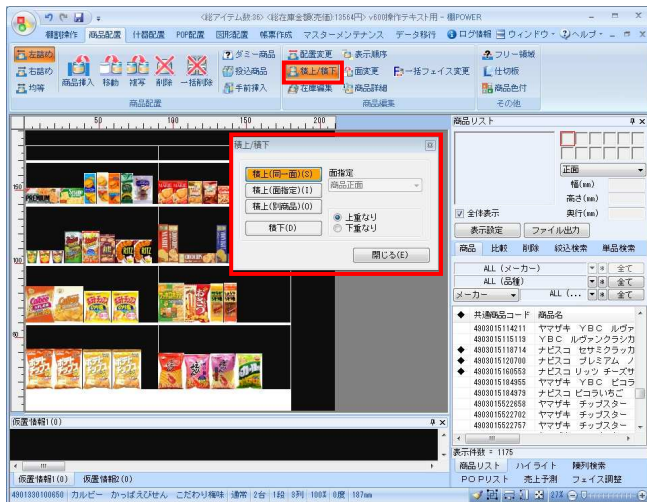 <総アイテム数:36> <総在庫金額(売価):13564円> v600操作テキスト用 - 棚POWER
棚割操作 商品配置 什器配置 POP配置 図形配置 帳票作成 マスターメンテナンス データ移行 ログ情報 ウィンドウ ヘルプ
左詰め
右詰め
均等
商品挿入 移動 複写 削除 一括削除
ダミー商品
投込商品
手前挿入
商品配置
配置変更 表示順序
積上/積下 面変更 一括フェイス変更
在庫編集 商品詳細
商品編集
フリー領域
仕切板
商品色付
その他
50 100 150 200
150
100
50
積上/積下
積上(同一面)(S)
積上(面指定)(I)
積上(別商品)(O)
積下(D)
面指定
商品正面
上重なり
下重なり
閉じる(E)
PREMIUM
RITZ RITZ
商品リスト
正面
幅(mm)
高さ(mm)
奥行(mm)
全体表示
表示設定 ファイル出力
商品 比較 削除 絞込検索 単品検索
ALL (メーカー) 全て
ALL (品種) 全て
メーカー ALL (... 全て
◆ 共通商品コード 商品名
4903015114211 ヤマザキ YBC ルヴァ
4903015115119 YBC ルヴァンクラシカ
◆ 4903015118714 ナビスコ セサミクラッカ
◆ 4903015120700 ナビスコ プレミアム ノ
◆ 4903015160553 ナビスコ リッツ チーズサ
4903015184955 ヤマザキ YBC ピコラ
4903015184979 ナビスコ ピコラいちご
4903015522658 ヤマザキ チップスター
4903015522702 ヤマザキ チップスター
4903015522757 ヤマザキ チップスター
表示件数 = 1175
商品リスト ハイライト 陳列検索
POPリスト 売上予測 フェイス調整
仮置情報1(0)
仮置情報1(0) 仮置情報2(0)
4901330100650 カルビー かっぱえびせん こだわり梅味 通常 2台 1段 3列 100% 0度 187mm
27%